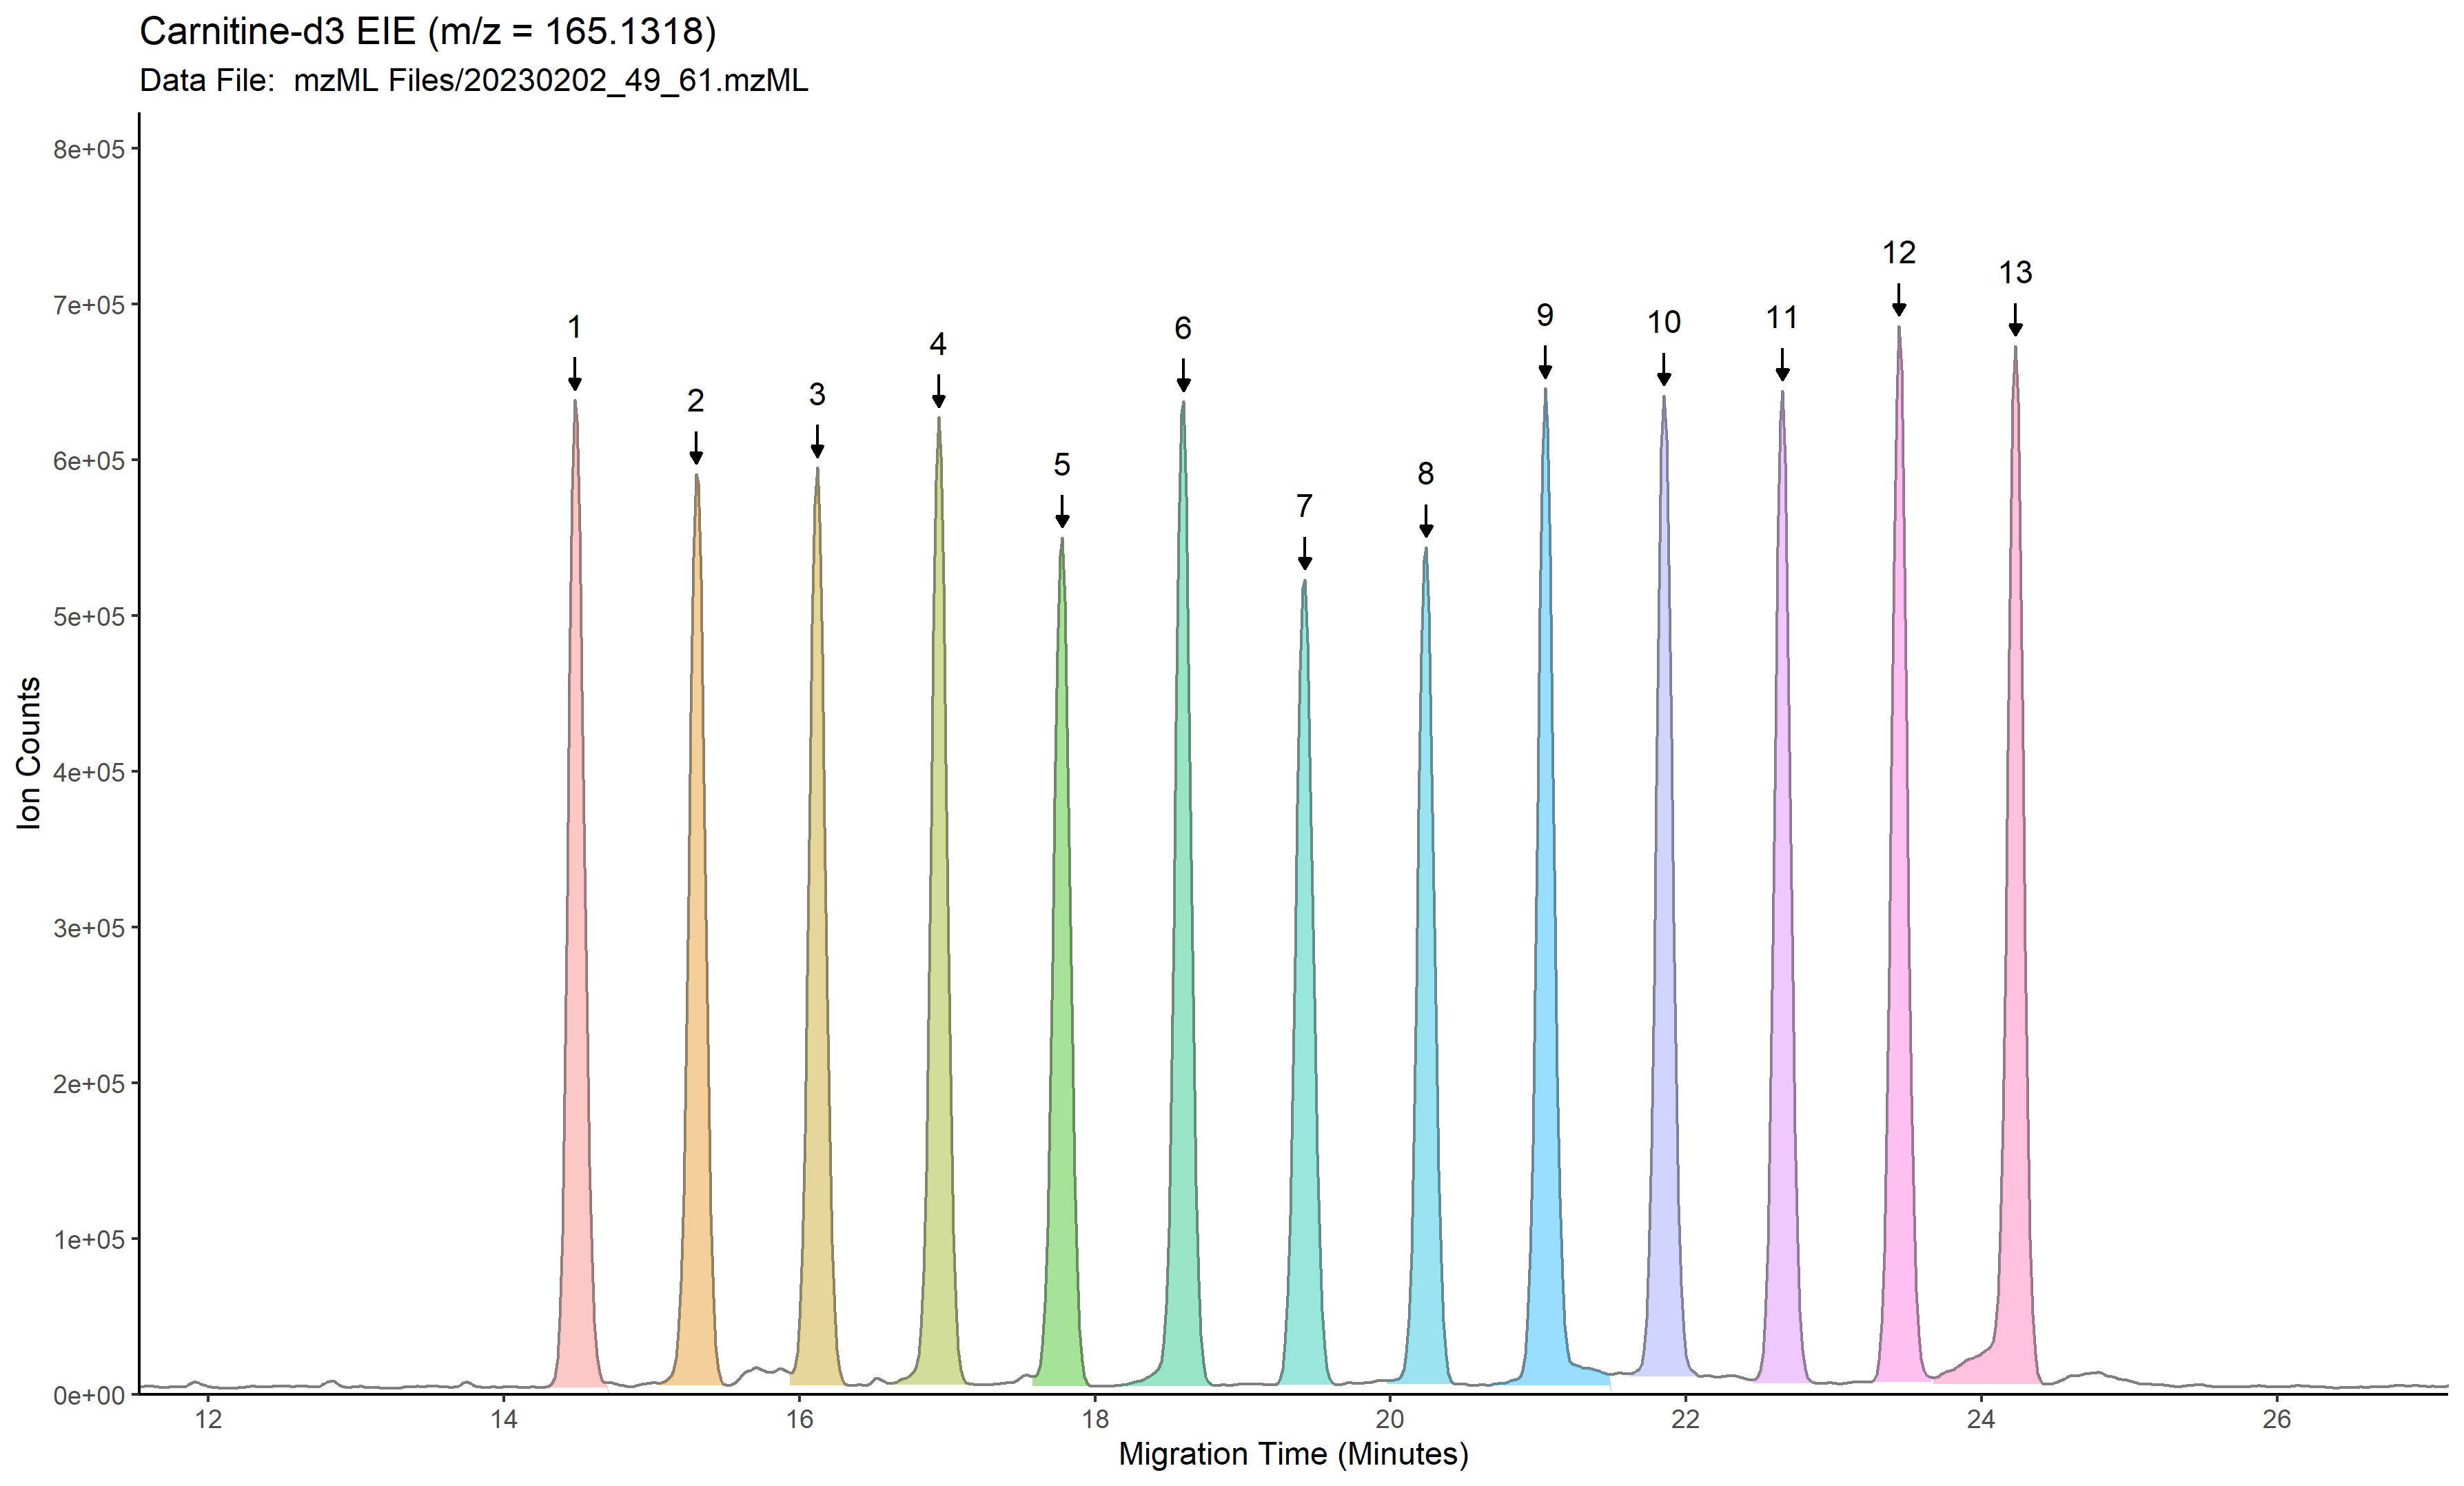 Carnitine-d3 EIE (m/z = 165.1318)
Data File:  mzML Files/20230202_49_61.mzML
8e+05
7e+05
6e+05
5e+05
4e+05
3e+05
2e+05
1e+05
0e+00
Ion Counts
1
2
3
4
5
6
7
8
9
10
11
12
13
12
14
16
18
20
22
24
26
Migration Time (Minutes)